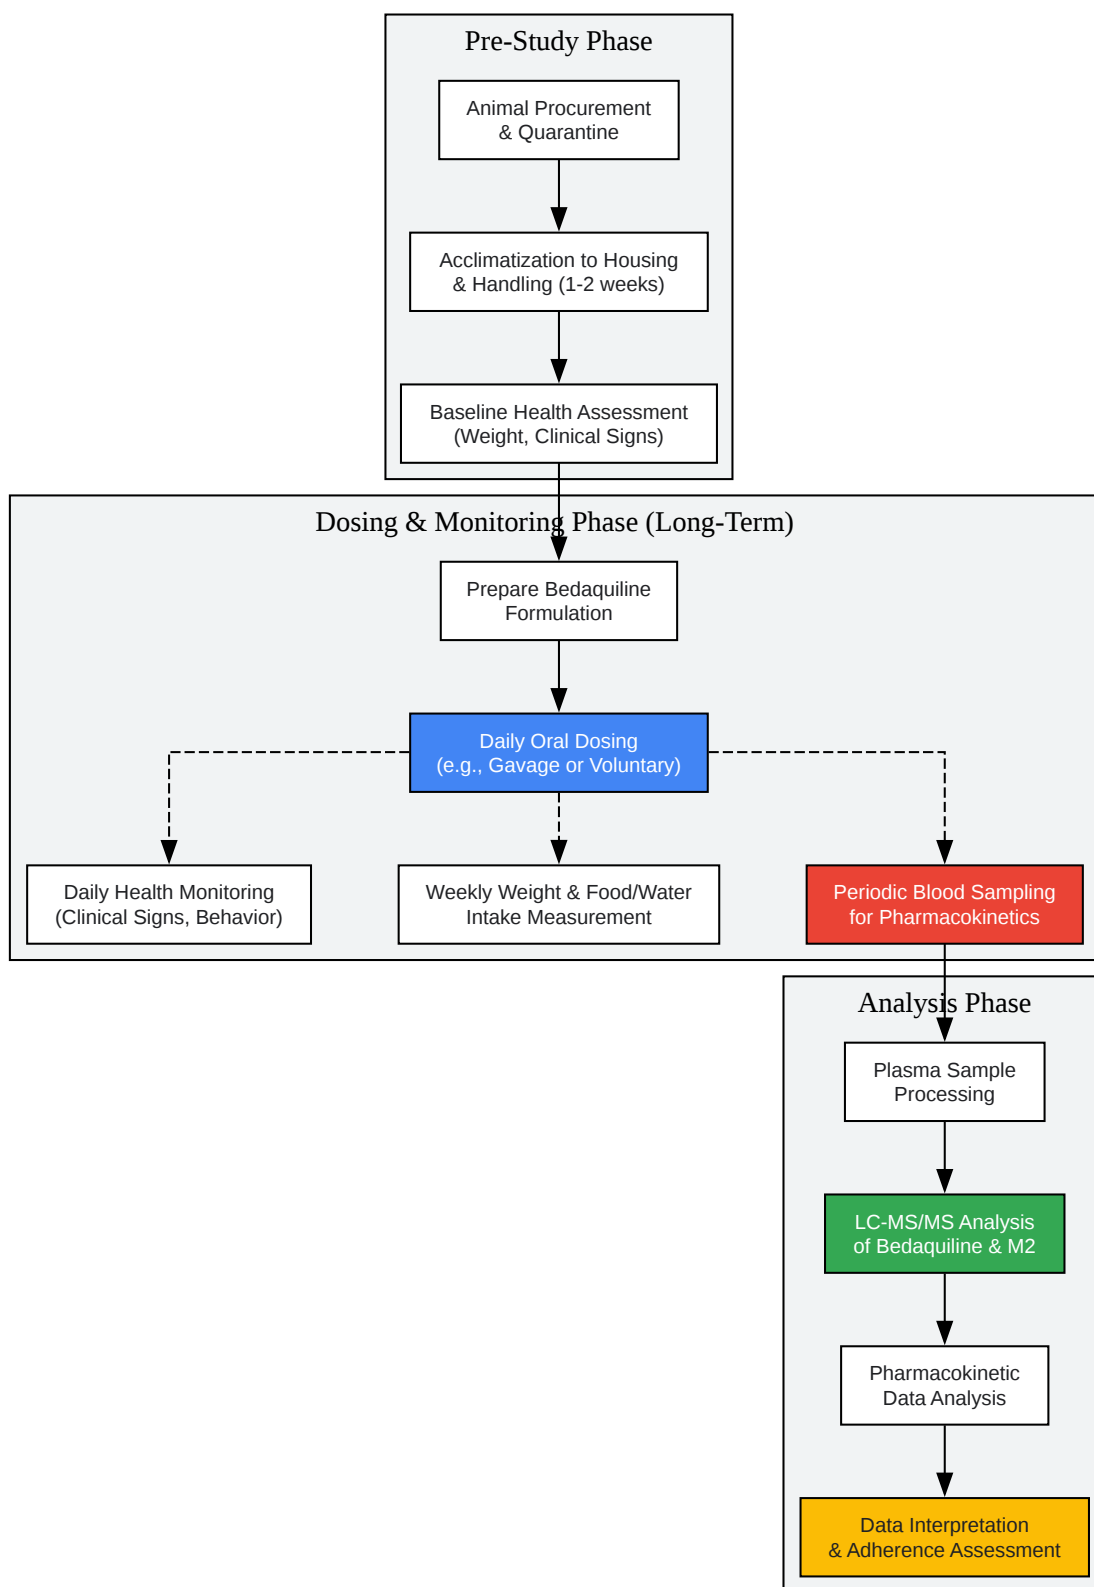 Pre-Study Phase
Animal Procurement
& Quarantine
Acclimatization to Housing
& Handling (1-2 weeks)
Baseline Health Assessment
(Weight, Clinical Signs)
Dosing & Monitoring Phase (Long-Term)
Prepare Bedaquiline
Formulation
Daily Oral Dosing
(e.g., Gavage or Voluntary)
Daily Health Monitoring
(Clinical Signs, Behavior)
Weekly Weight & Food/Water
Intake Measurement
Periodic Blood Sampling
for Pharmacokinetics
Analysis Phase
Plasma Sample
Processing
LC-MS/MS Analysis
of Bedaquiline & M2
Pharmacokinetic
Data Analysis
Data Interpretation
& Adherence Assessment